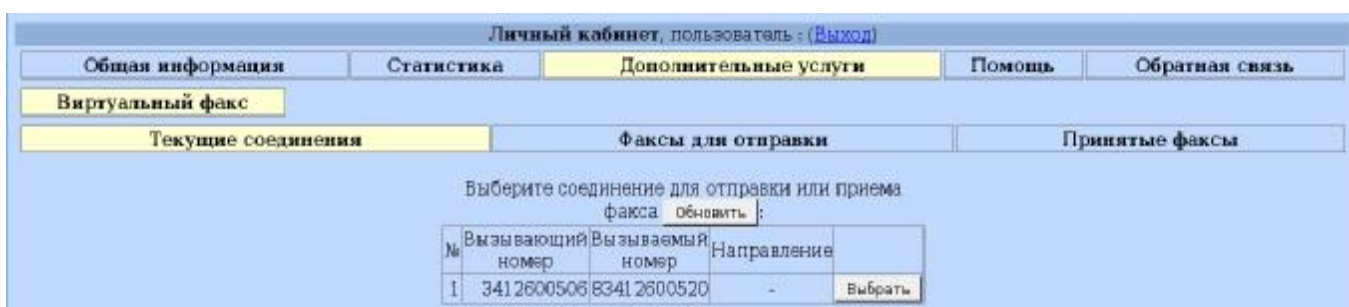 Личный кабинет, пользователь : (Выход)
Общая информация Статистика Дополнительные услуги Помощь Обратная связь
Виртуальный факс
Текущие соединения Факсы для отправки Принятые факсы
Выберите соединение для отправки или приема
факса Обновить :
№ Вызывающий номер Вызываемый номер Направление
1 3412600506 83412600520 - Выбрать